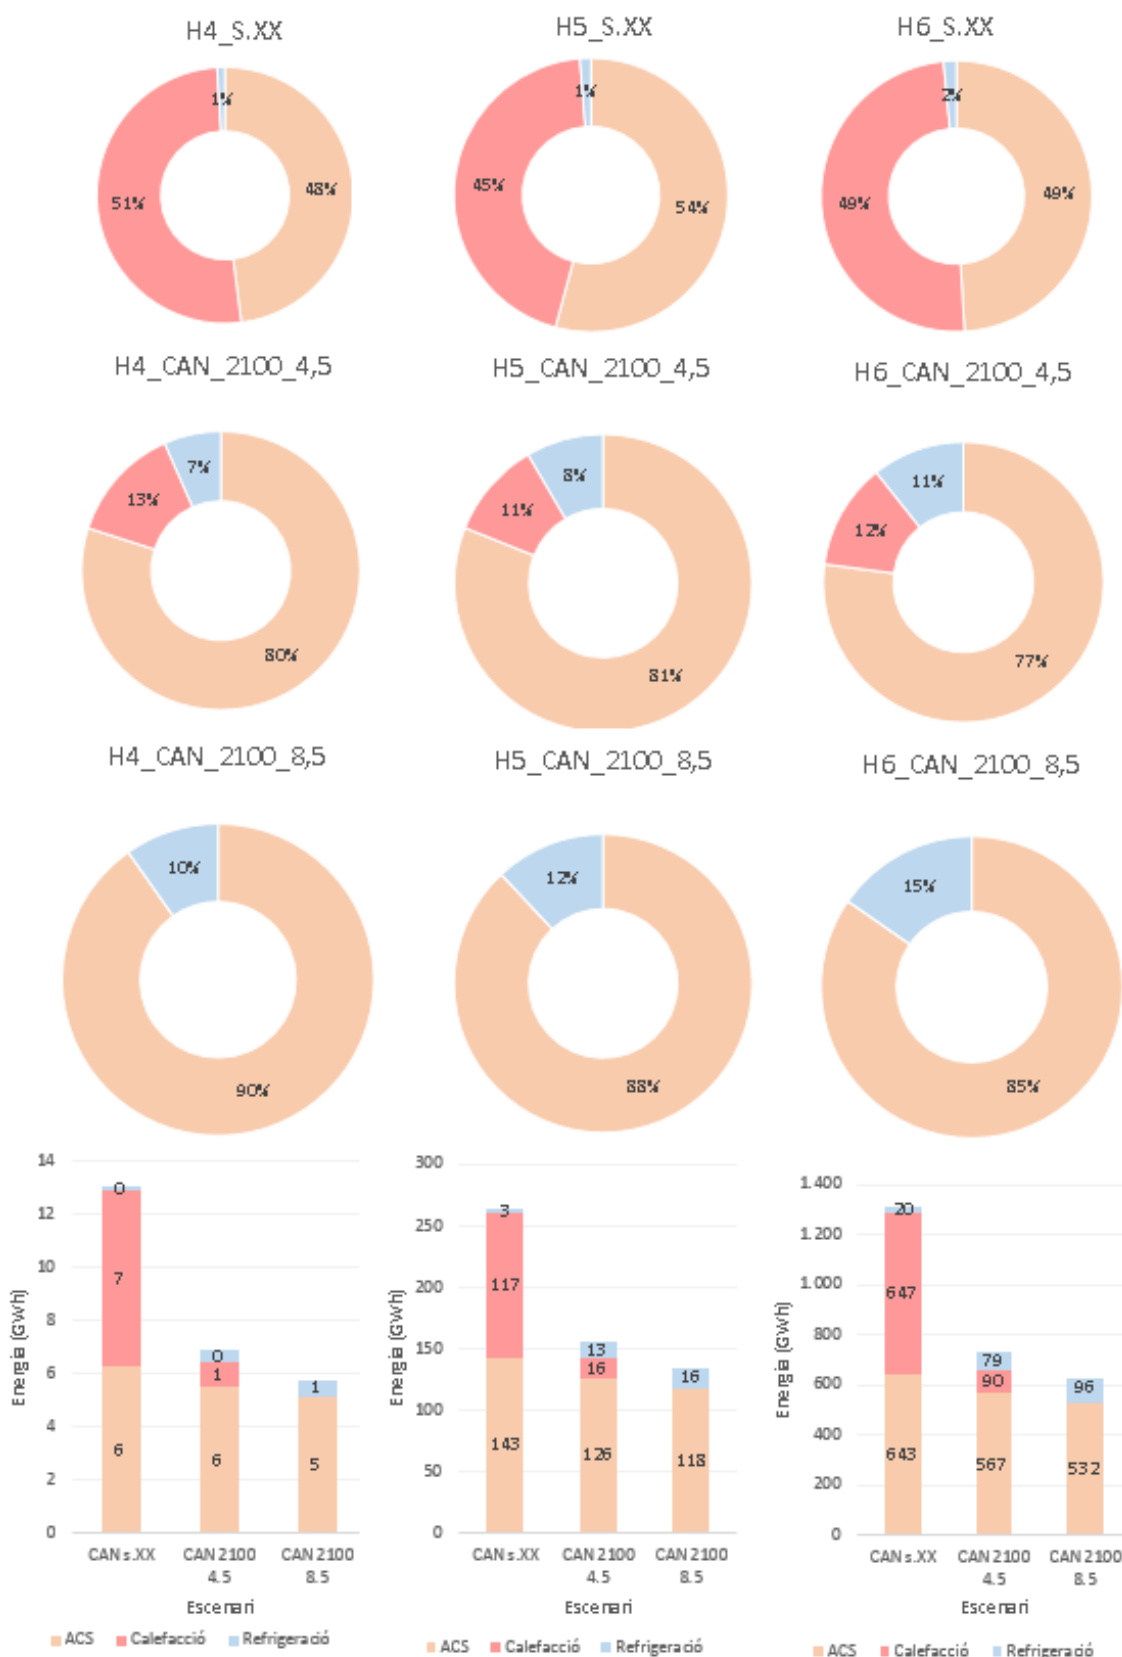 H4_S.XX
H5_S.XX
H6_S.XX
1%
51%
48%
1%
45%
54%
2%
49%
49%
H4_CAN_2100_4,5
H5_CAN_2100_4,5
H6_CAN_2100_4,5
7%
13%
80%
8%
11%
81%
11%
12%
77%
H4_CAN_2100_8,5
H5_CAN_2100_8,5
H6_CAN_2100_8,5
10%
90%
12%
88%
15%
85%
Energia (GWh)
14
12
10
8
6
4
2
0
0
7
6
0
1
6
1
5
CAN s.XX
CAN 2100
4.5
CAN 2100
8.5
Escenari
ACS
Calefacció
Refrigeració
Energia (GWh)
300
250
200
150
100
50
0
3
117
143
13
16
126
16
118
CAN s.XX
CAN 2100
4.5
CAN 2100
8.5
Escenari
ACS
Calefacció
Refrigeració
Energia (GWh)
1.400
1.200
1.000
800
600
400
200
0
20
647
643
79
90
567
96
532
CAN s.XX
CAN 2100
4.5
CAN 2100
8.5
Escenari
ACS
Calefacció
Refrigeració